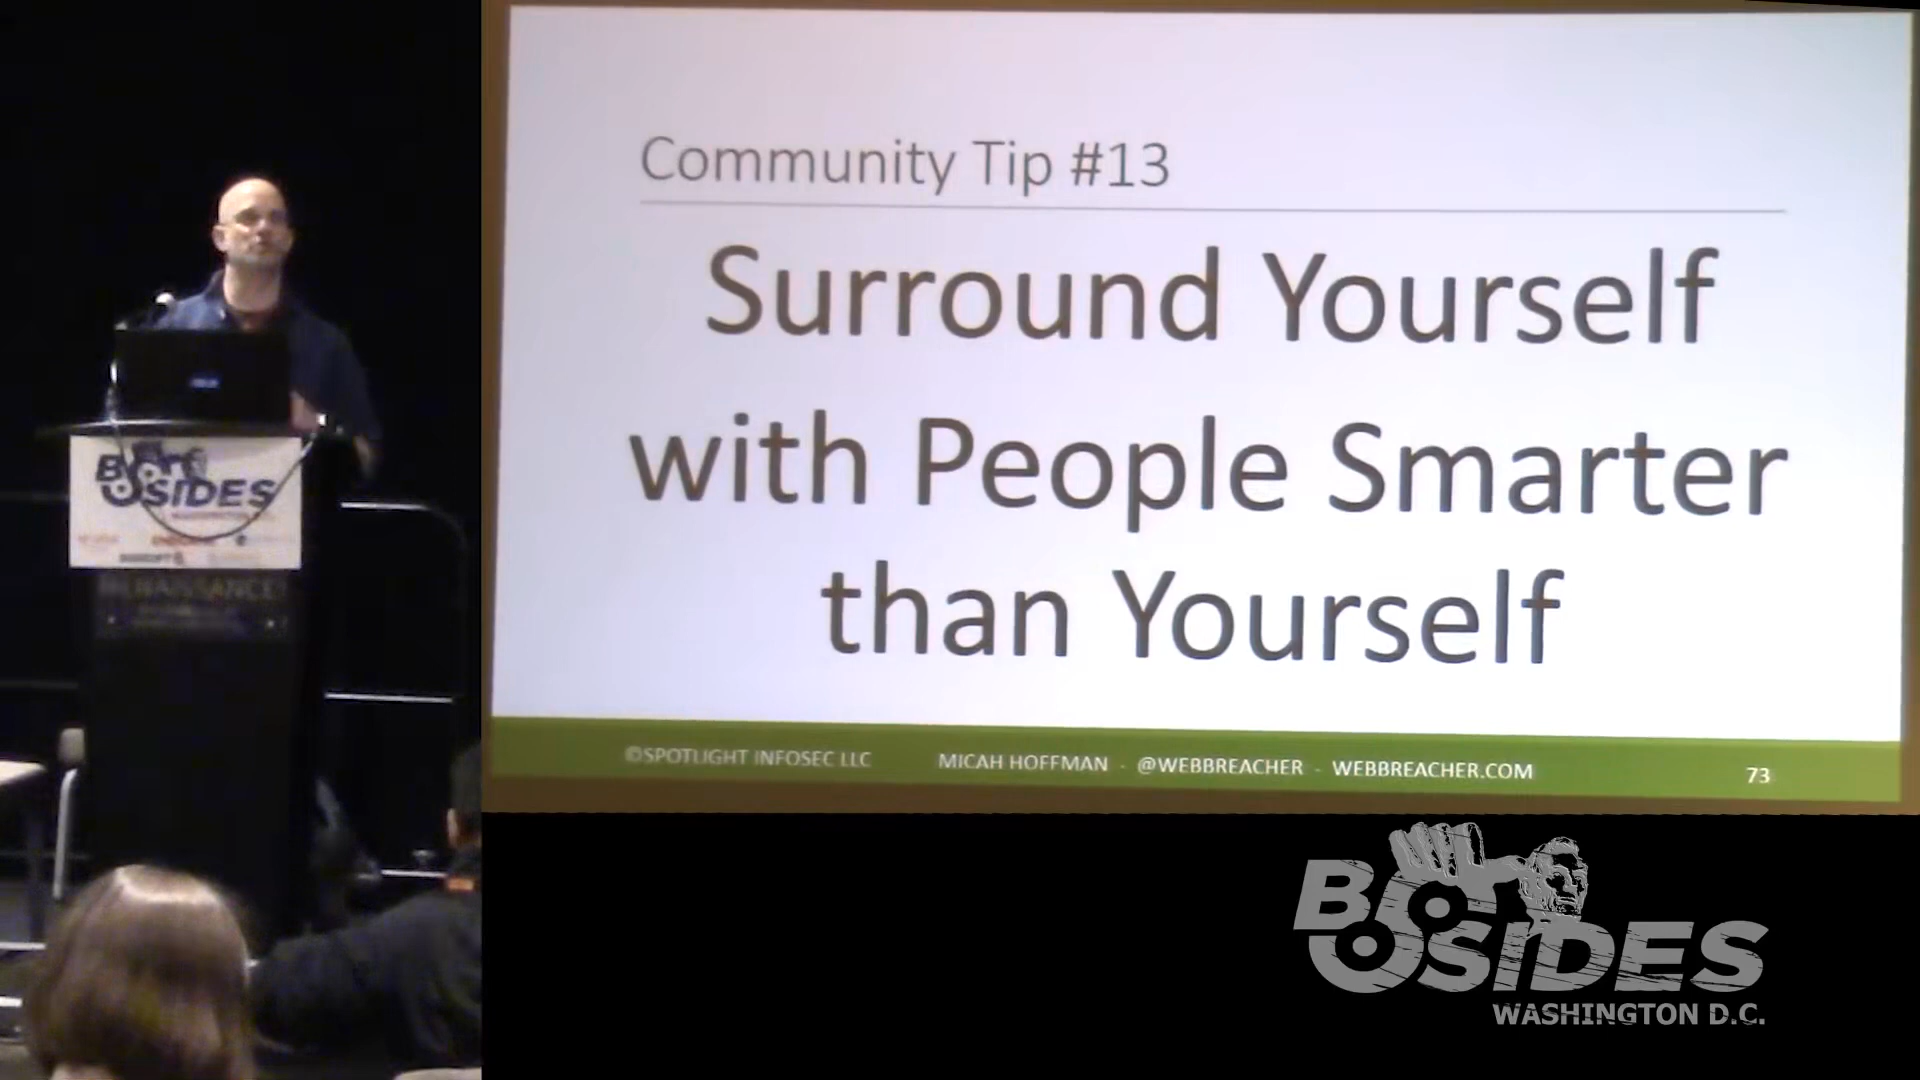 Community Tip #13
Surround Yourself
with People Smarter
than Yourself
©SPOTLIGHT INFOSEC LLC MICAH HOFFMAN - @WEBBREACHER - WEBBREACHER.COM 73
BSIDES
RENAISSANCE
BSIDES
WASHINGTON D.C.